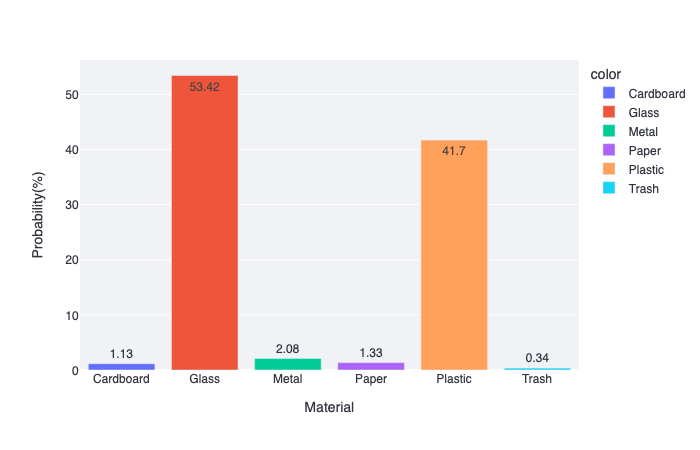 color
Cardboard
Glass
Metal
Paper
Plastic
Trash
Probability(%)
50
40
30
20
10
0
1.13
53.42
2.08
1.33
41.7
0.34
Cardboard
Glass
Metal
Paper
Plastic
Trash
Material